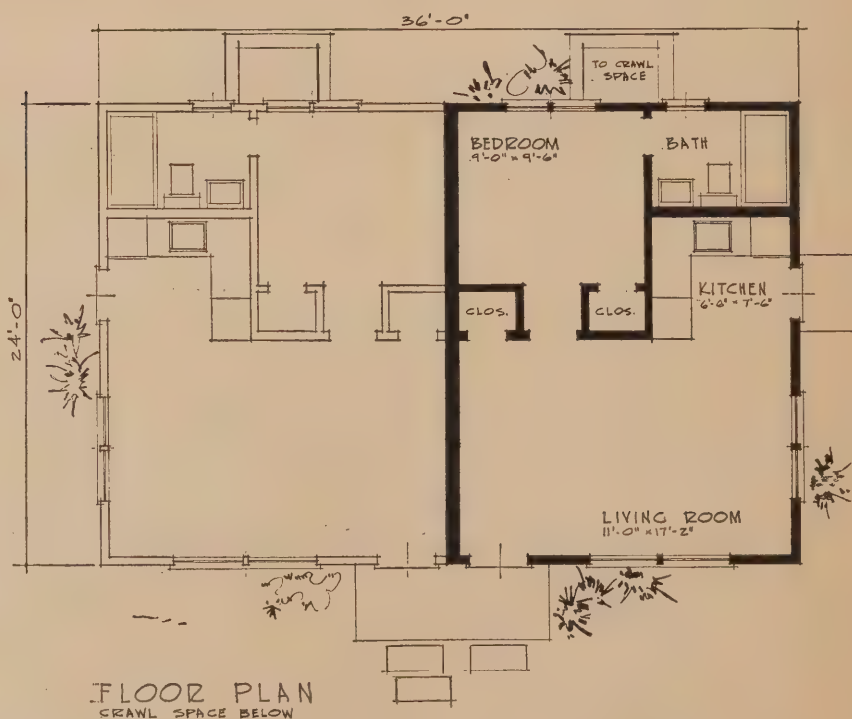 36'-0"
TO CRAWL
SPACE
BEDROOM
9'-0" × 9'-6"
BATH
24'-0"
CLOS.
CLOS.
KITCHEN
6'-6" × 7'-6"
LIVING ROOM
11'-0" × 17'-2"
FLOOR PLAN
CRAWL SPACE BELOW